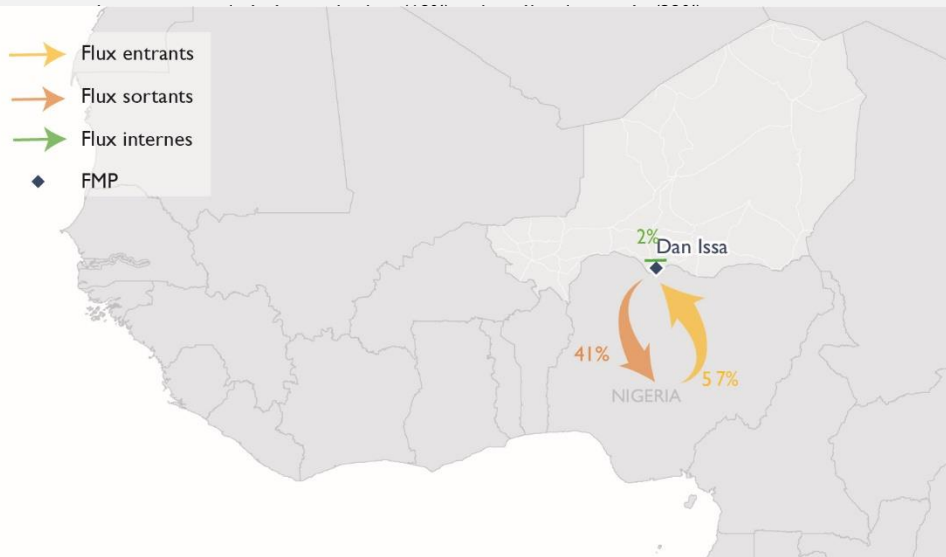 Flux entrants
Flux sortants
Flux internes
FMP
2%
Dan Issa
41%
57%
NIGERIA